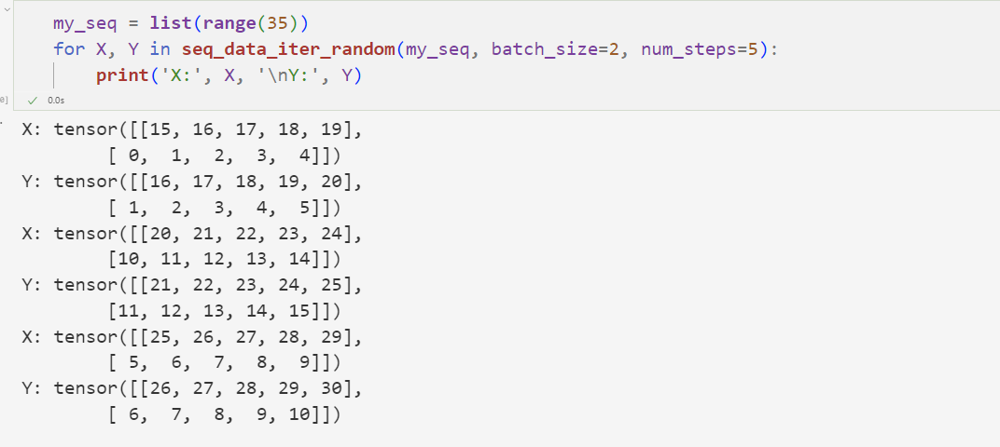 my_seq = list(range(35))
for X, Y in seq_data_iter_random(my_seq, batch_size=2, num_steps=5):
    print('X:', X, '\nY:', Y)
0.0s
X: tensor([[15, 16, 17, 18, 19],
        [ 0,  1,  2,  3,  4]])
Y: tensor([[16, 17, 18, 19, 20],
        [ 1,  2,  3,  4,  5]])
X: tensor([[20, 21, 22, 23, 24],
        [10, 11, 12, 13, 14]])
Y: tensor([[21, 22, 23, 24, 25],
        [11, 12, 13, 14, 15]])
X: tensor([[25, 26, 27, 28, 29],
        [ 5,  6,  7,  8,  9]])
Y: tensor([[26, 27, 28, 29, 30],
        [ 6,  7,  8,  9, 10]])